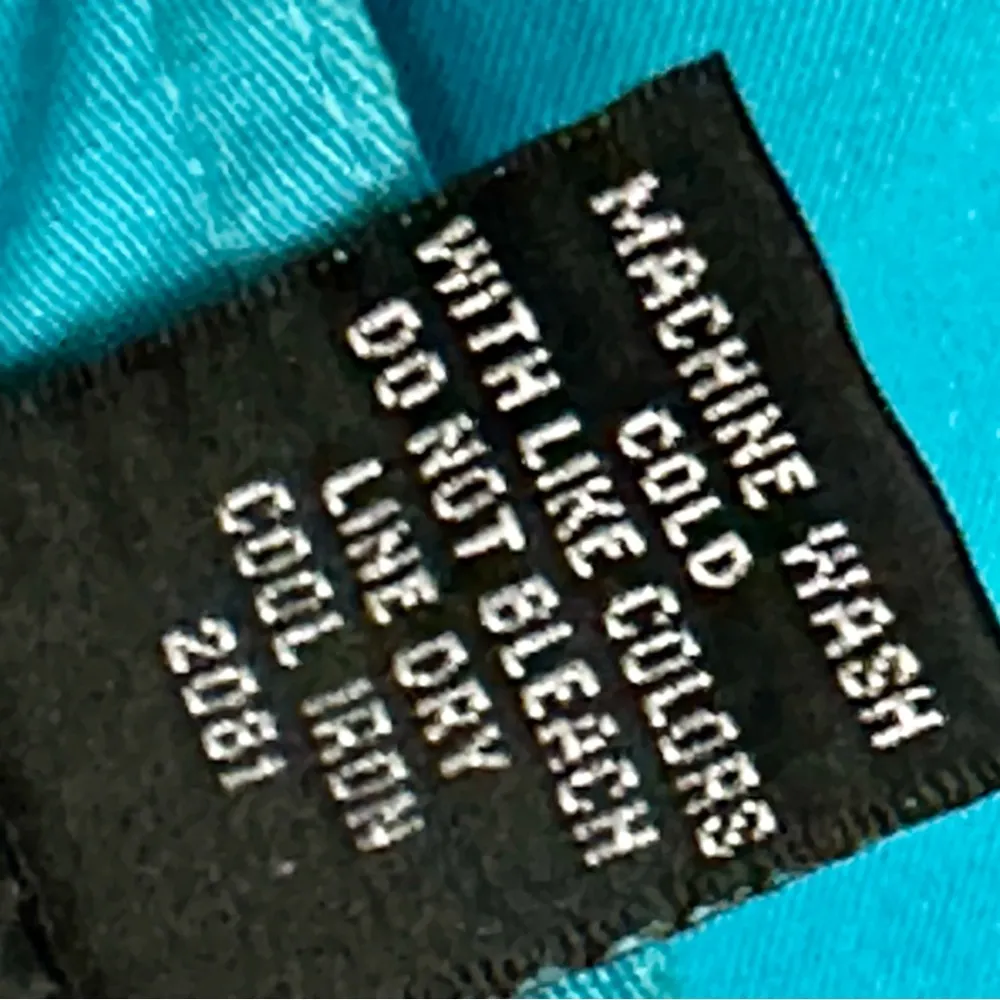 MACHINE WASH
COLD
WITH LIKE COLORS
DO NOT BLEACH
LINE DRY
COOL IRON
2081